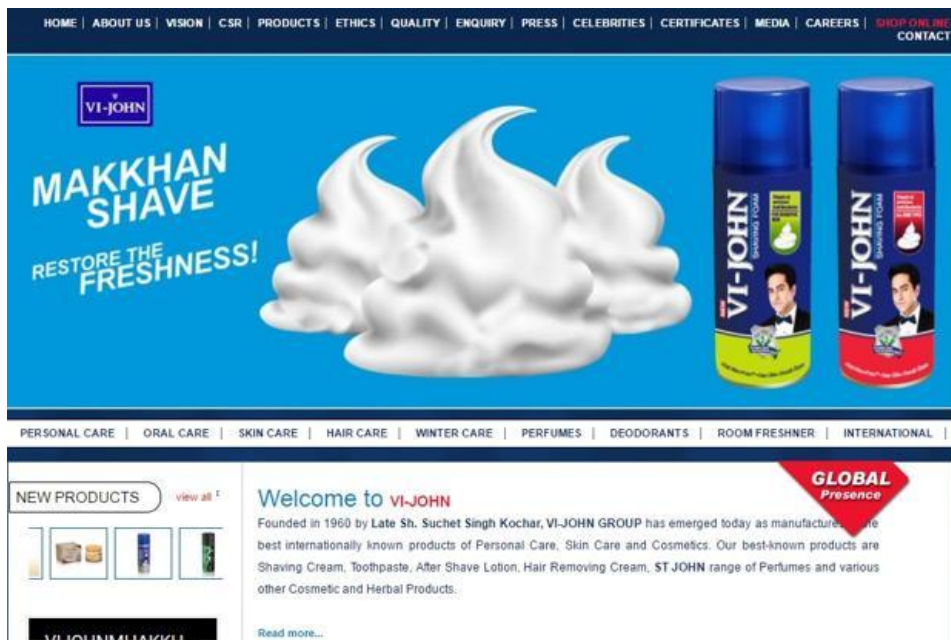 HOME | ABOUT US | VISION | CSR | PRODUCTS | ETHICS | QUALITY | ENQUIRY | PRESS | CELEBRITIES | CERTIFICATES | MEDIA | CAREERS | SHOP ONLINE
CONTACT
VI-JOHN
MAKKHAN
SHAVE
RESTORE THE
FRESHNESS!
VI-JOHN
SHAVING FOAM
VI-JOHN
SHAVING FOAM
PERSONAL CARE | ORAL CARE | SKIN CARE | HAIR CARE | WINTER CARE | PERFUMES | DEODORANTS | ROOM FRESHNER | INTERNATIONAL |
NEW PRODUCTS
view all
GLOBAL
Presence
Welcome to VI-JOHN
Founded in 1960 by Late Sh. Suchet Singh Kochar, VI-JOHN GROUP has emerged today as
best internationally known products of Personal Care, Skin Care and Cosmetics. Our best-known products are
Shaving Cream, Toothpaste, After Shave Lotion, Hair Removing Cream, ST JOHN range of Perfumes and various
other Cosmetic and Herbal Products.
Read more...